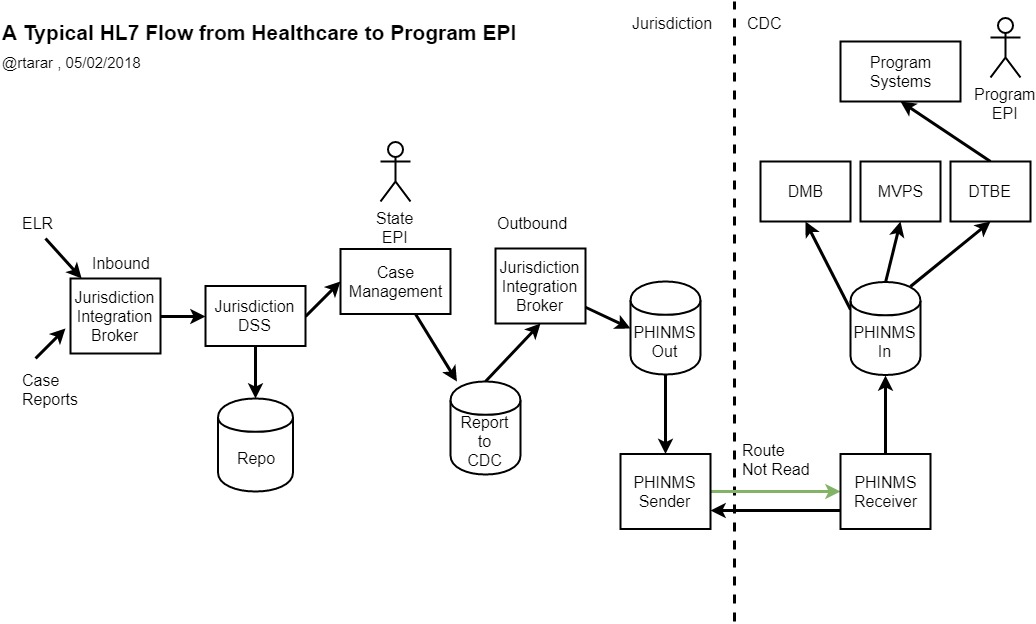 A Typical HL7 Flow from Healthcare to Program EPI
@rtarar , 05/02/2018
Jurisdiction
CDC
Program
Systems
Program
EPI
DMB
MVPS
DTBE
State
EPI
ELR
Inbound
Jurisdiction
Integration
Broker
Case
Reports
Jurisdiction
DSS
Repo
Case
Management
Report
to
CDC
Outbound
Jurisdiction
Integration
Broker
PHINMS
Out
PHINMS
Sender
Route
Not Read
PHINMS
Receiver
PHINMS
In